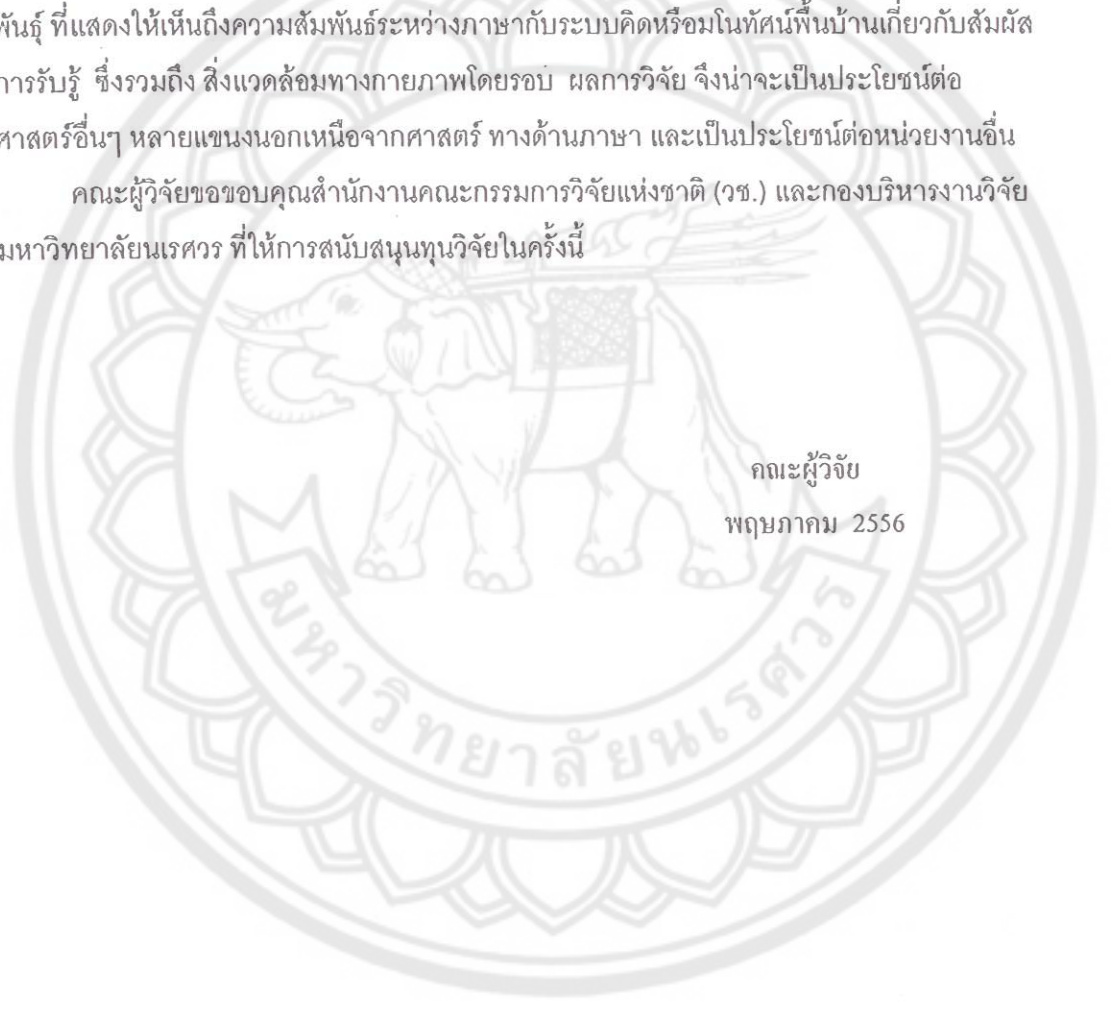 พันธุ์ ที่แสดงให้เห็นถึงความสัมพันธ์ระหว่างภาษากับระบบคิดหรือมโนทัศน์พื้นบ้านเกี่ยวกับสัมผัส
การรับรู้ ซึ่งรวมถึง สิ่งแวดล้อมทางกายภาพโดยรอบ ผลการวิจัย จึงน่าจะเป็นประโยชน์ต่อ
ศาสตร์อื่นๆ หลายแขนงนอกเหนือจากศาสตร์ ทางด้านภาษา และเป็นประโยชน์ต่อหน่วยงานอื่น
คณะผู้วิจัยขอขอบคุณสำนักงานคณะกรรมการวิจัยแห่งชาติ (วช.) และกองบริหารงานวิจัย
มหาวิทยาลัยนเรศวร ที่ให้การสนับสนุนทุนวิจัยในครั้งนี้
คณะผู้วิจัย
พฤษภาคม 2556
มหาวิทยาลัยนเรศวร